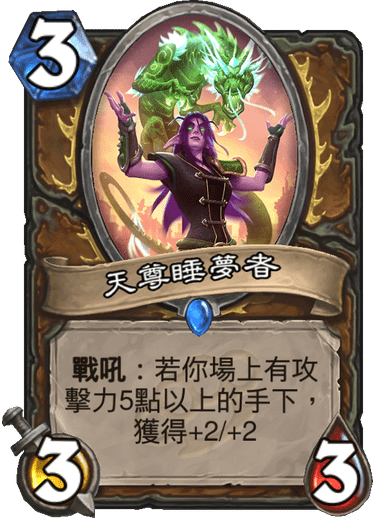 3
天尊睡夢者
戰吼：若你場上有攻
擊力5點以上的手下，
獲得+2/+2
3
3